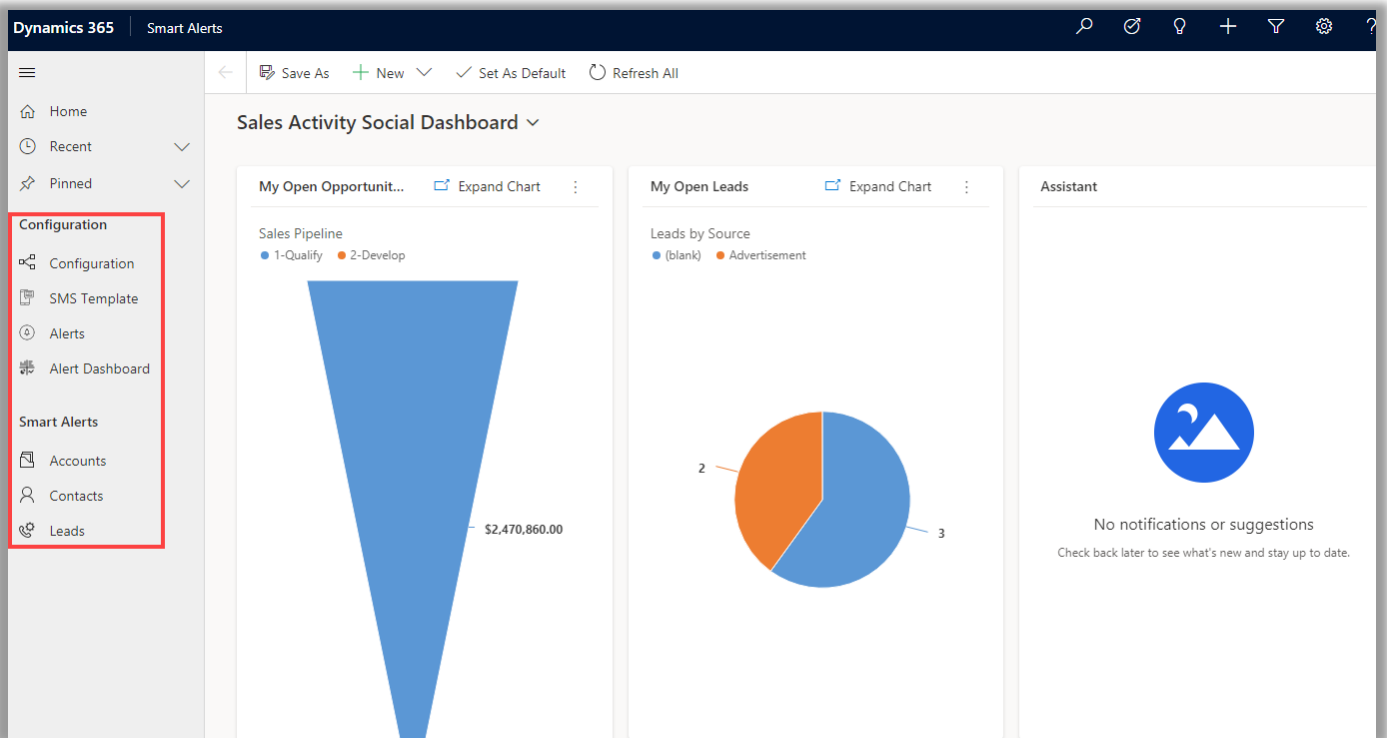 Dynamics 365 Smart Alerts ?
Save As New Set As Default Refresh All
Home
Recent
Pinned
Configuration
Configuration
SMS Template
Alerts
Alert Dashboard
Smart Alerts
Accounts
Contacts
Leads
Sales Activity Social Dashboard
My Open Opportunit... Expand Chart
Sales Pipeline
1-Qualify 2-Develop
$2,470,860.00
My Open Leads Expand Chart
Leads by Source
(blank) Advertisement
2
3
Assistant
No notifications or suggestions
Check back later to see what's new and stay up to date.